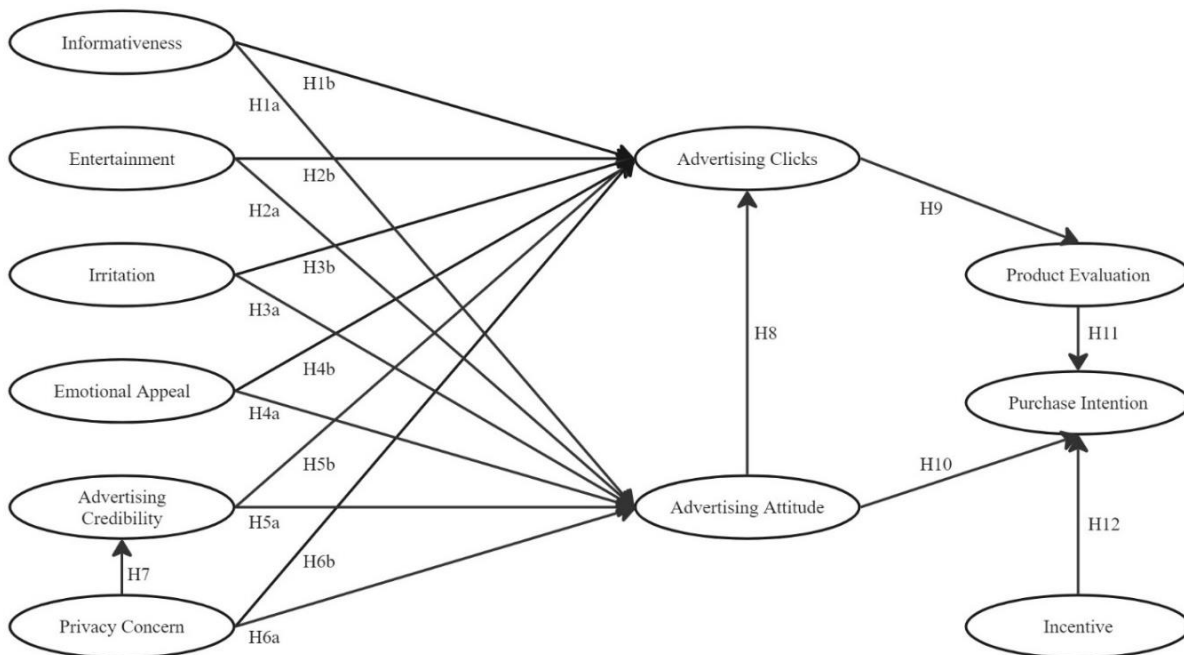 Informativeness
H1b
H1a
Entertainment
Advertising Clicks
H2b
H2a
H9
Irritation
H3b
Product Evaluation
H3a
H8
H11
Emotional Appeal
H4b
Purchase Intention
H4a
H5b
H10
Advertising
Credibility
H5a
Advertising Attitude
H12
H6b
H7
Privacy Concern
H6a
Incentive